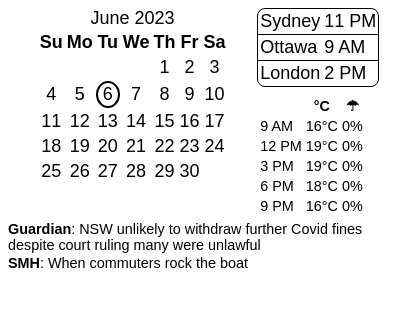 June 2023
Su Mo Tu We Th Fr Sa
1 2 3
4 5 6 7 8 9 10
11 12 13 14 15 16 17
18 19 20 21 22 23 24
25 26 27 28 29 30
Sydney 11 PM
Ottawa 9 AM
London 2 PM
°C ☂
9 AM 16°C 0%
12 PM 19°C 0%
3 PM 19°C 0%
6 PM 18°C 0%
9 PM 16°C 0%
Guardian: NSW unlikely to withdraw further Covid fines
despite court ruling many were unlawful
SMH: When commuters rock the boat